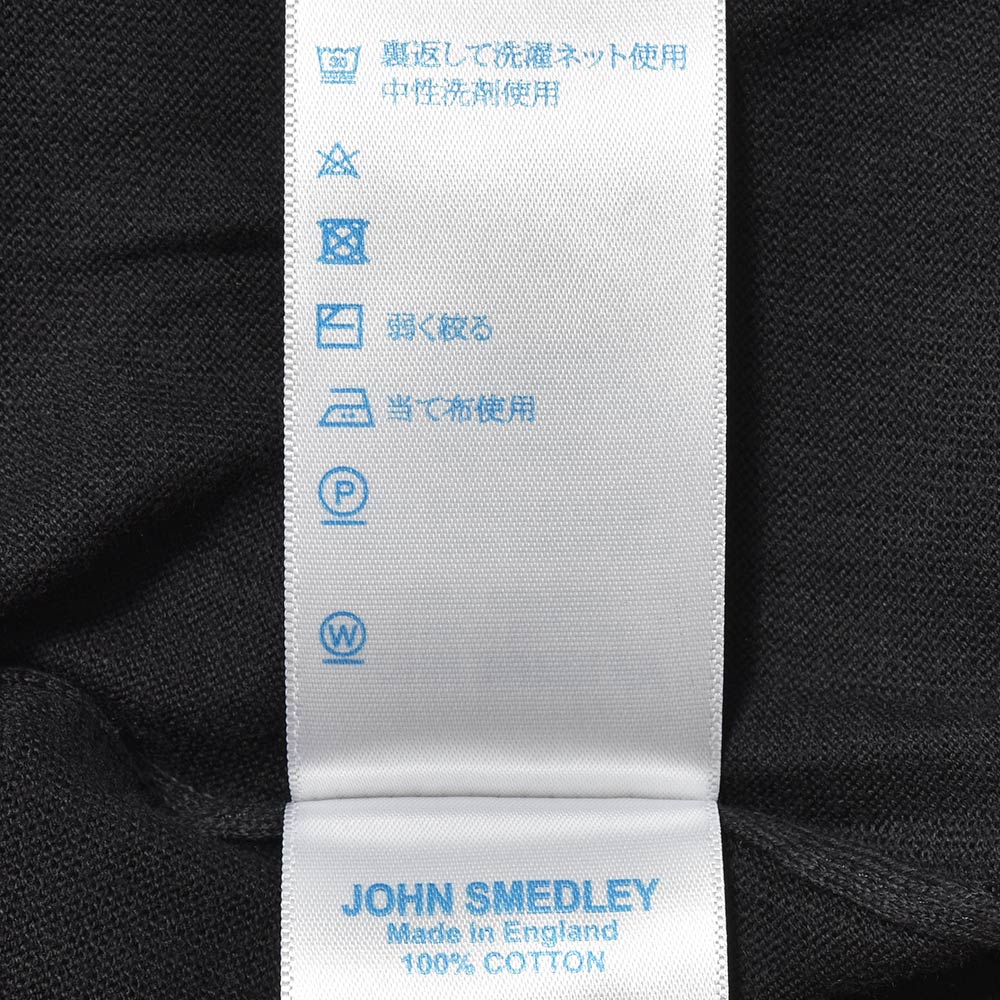 30 裏返して洗濯ネット使用
中性洗剤使用
弱く絞る
当て布使用
P
W
JOHN SMEDLEY
Made in England
100% COTTON